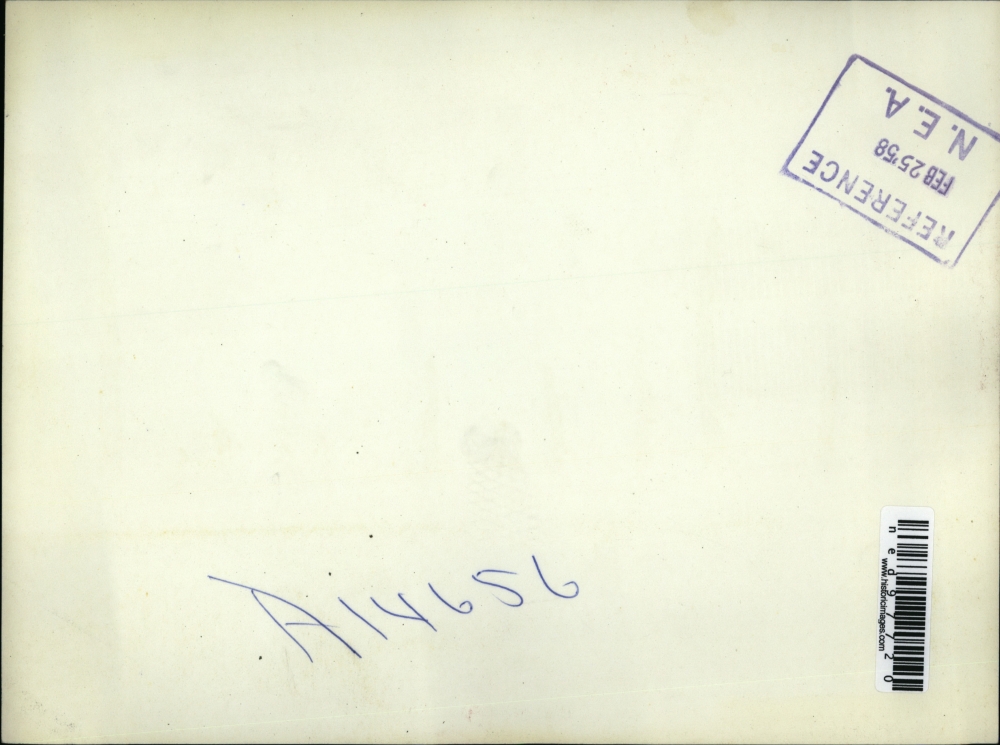 REFERENCE
FEB 25 '58
N. E. A.
A14656
ned97720
www.historicimages.com